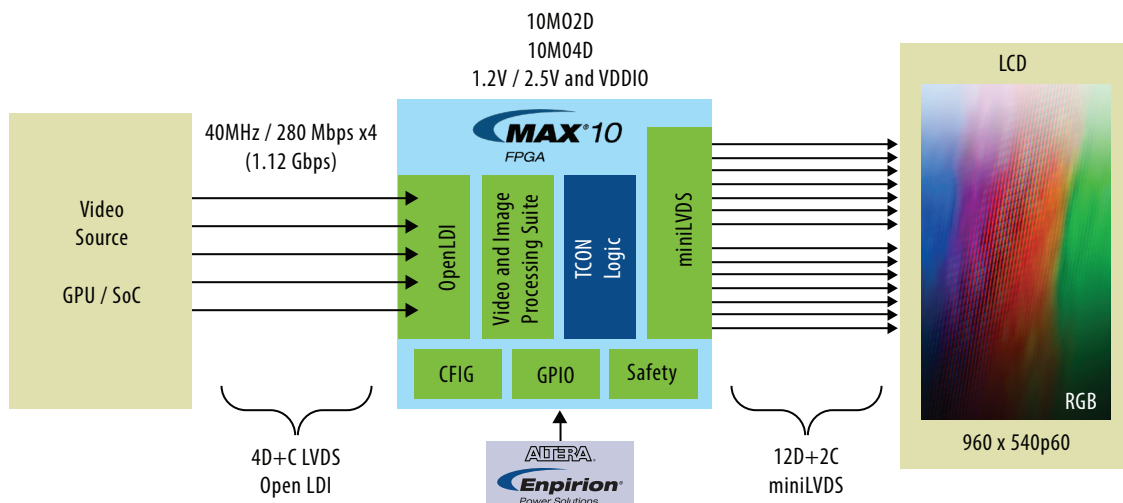 10M02D
10M04D
1.2V / 2.5V and VDDIO
Video
Source
GPU / SoC
40MHz / 280 Mbps x4
(1.12 Gbps)
4D+C LVDS
Open LDI
MAX® 10
FPGA
OpenLDI
Video and Image
Processing Suite
TCON
Logic
miniLVDS
CFIG
GPIO
Safety
ALTERA®
Enpirion®
Power Solutions
12D+2C
miniLVDS
LCD
RGB
960 x 540p60